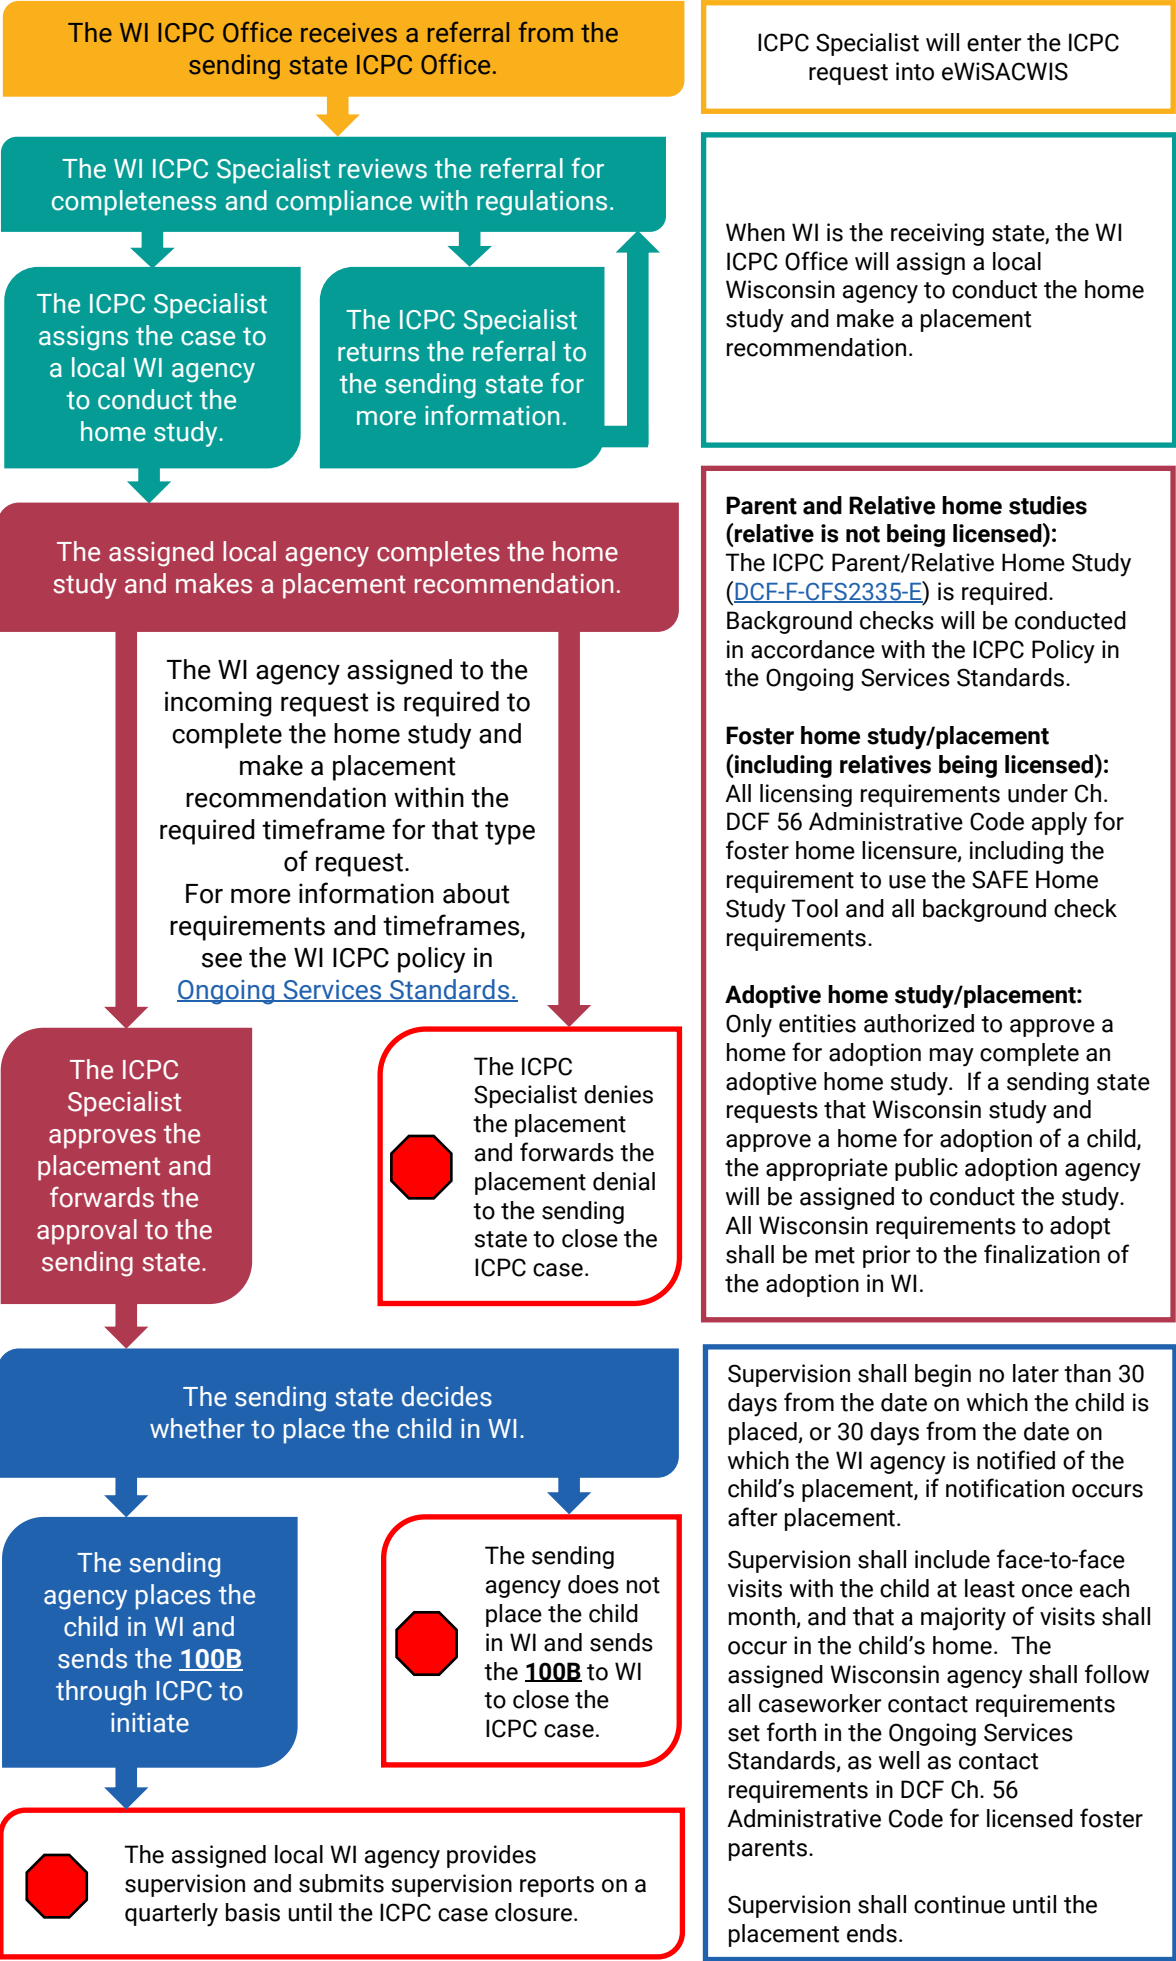 The WI ICPC Office receives a referral from the
sending state ICPC Office.
ICPC Specialist will enter the ICPC
request into eWiSACWIS
The WI ICPC Specialist reviews the referral for
completeness and compliance with regulations.
When WI is the receiving state, the WI
ICPC Office will assign a local
Wisconsin agency to conduct the home
study and make a placement
recommendation.
The ICPC Specialist
assigns the case to
a local WI agency
to conduct the
home study.
The ICPC Specialist
returns the referral to
the sending state for
more information.
The assigned local agency completes the home
study and makes a placement recommendation.
The WI agency assigned to the
incoming request is required to
complete the home study and
make a placement
recommendation within the
required timeframe for that type
of request.
For more information about
requirements and timeframes,
see the WI ICPC policy in
Ongoing Services Standards.
Parent and Relative home studies
(relative is not being licensed):
The ICPC Parent/Relative Home Study
(DCF-F-CFS2335-E) is required.
Background checks will be conducted
in accordance with the ICPC Policy in
the Ongoing Services Standards.
Foster home study/placement
(including relatives being licensed):
All licensing requirements under Ch.
DCF 56 Administrative Code apply for
foster home licensure, including the
requirement to use the SAFE Home
Study Tool and all background check
requirements.
Adoptive home study/placement:
Only entities authorized to approve a
home for adoption may complete an
adoptive home study. If a sending state
requests that Wisconsin study and
approve a home for adoption of a child,
the appropriate public adoption agency
will be assigned to conduct the study.
All Wisconsin requirements to adopt
shall be met prior to the finalization of
the adoption in WI.
The ICPC
Specialist
approves the
placement and
forwards the
approval to the
sending state.
The ICPC
Specialist denies
the placement
and forwards the
placement denial
to the sending
state to close the
ICPC case.
The sending state decides
whether to place the child in WI.
The sending
agency places the
child in WI and
sends the 100B
through ICPC to
initiate
The sending
agency does not
place the child
in WI and sends
the 100B to WI
to close the
ICPC case.
The assigned local WI agency provides
supervision and submits supervision reports on a
quarterly basis until the ICPC case closure.
Supervision shall begin no later than 30
days from the date on which the child is
placed, or 30 days from the date on
which the WI agency is notified of the
child's placement, if notification occurs
after placement.
Supervision shall include face-to-face
visits with the child at least once each
month, and that a majority of visits shall
occur in the child's home. The
assigned Wisconsin agency shall follow
all caseworker contact requirements
set forth in the Ongoing Services
Standards, as well as contact
requirements in DCF Ch. 56
Administrative Code for licensed foster
parents.
Supervision shall continue until the
placement ends.